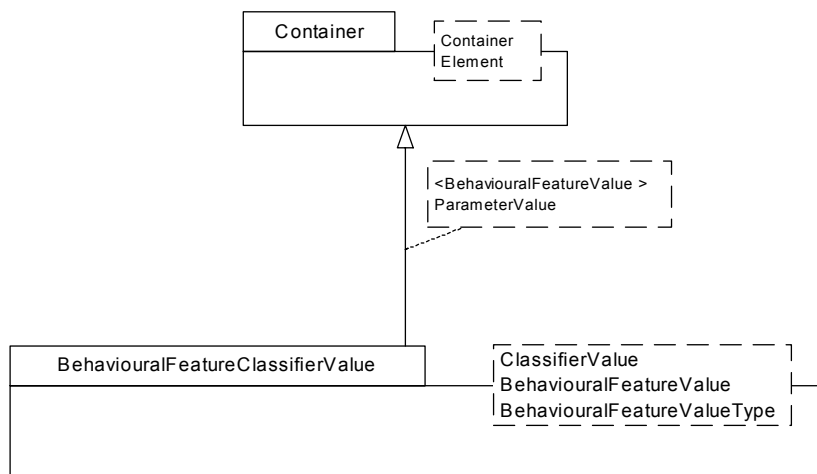 Container
Container
Element
<BehaviouralFeatureValue >
ParameterValue
BehaviouralFeatureClassifierValue
ClassifierValue
BehaviouralFeatureValue
BehaviouralFeatureValueType